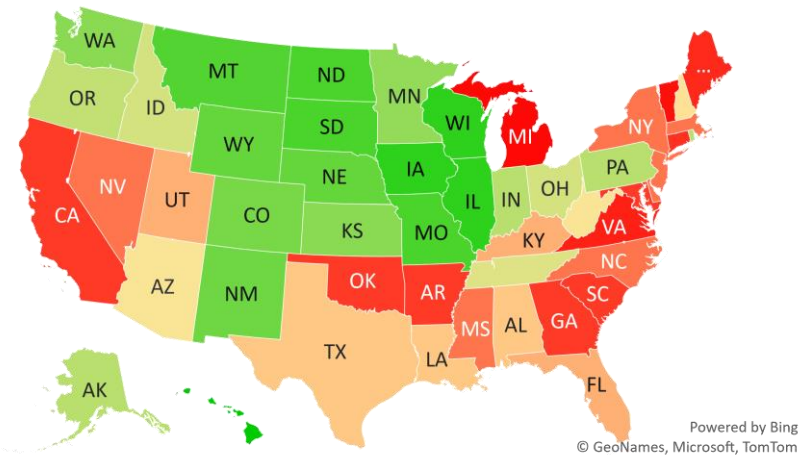 WA
MT
ND
MN
OR
ID
WY
SD
WI
MI
...
NY
NV
UT
CO
NE
IA
IL
IN
OH
PA
CA
KS
MO
KY
VA
AZ
NM
OK
AR
NC
SC
TX
LA
MS
AL
GA
AK
FL
Powered by Bing
© GeoNames, Microsoft, TomTom